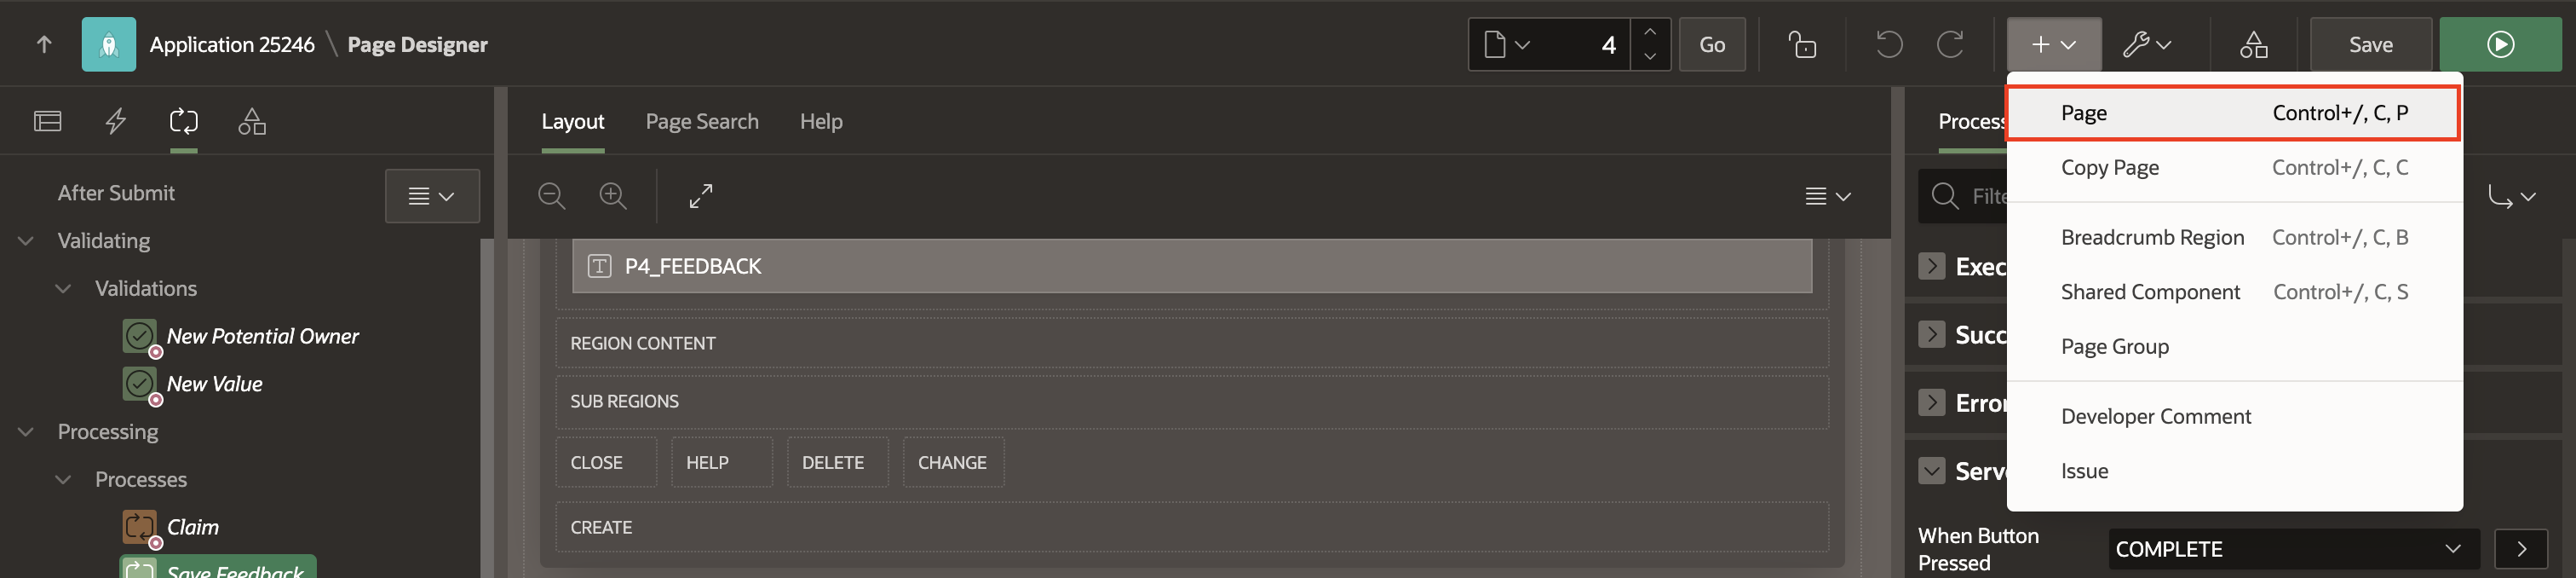 Application 25246 \ Page Designer
4
Go
Save
Layout
Page Search
Help
Process
Page Control+/, C, P
Copy Page Control+/, C, C
Breadcrumb Region Control+/, C, B
Shared Component Control+/, C, S
Page Group
Developer Comment
Issue
After Submit
Validating
Validations
New Potential Owner
New Value
Processing
Processes
Claim
Save Feedback
P4_FEEDBACK
REGION CONTENT
SUB REGIONS
CLOSE
HELP
DELETE
CHANGE
CREATE
Filte
Exec
Succ
Error
Serve
When Button
Pressed
COMPLETE